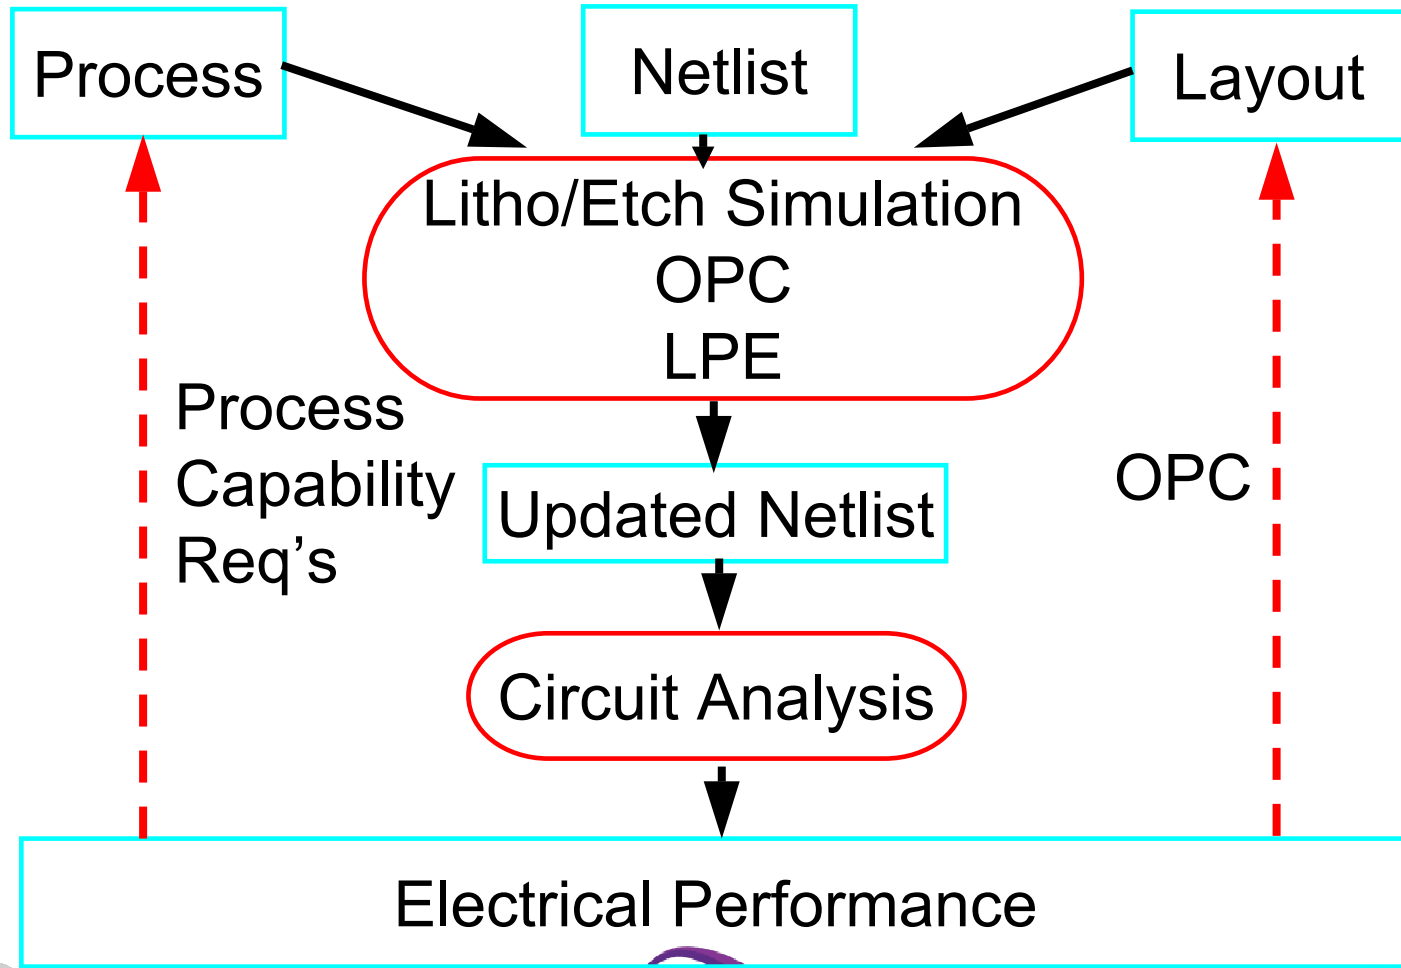 Process
Netlist
Layout
Litho/Etch Simulation
OPC
LPE
Process
Capability
Req’s
OPC
Updated Netlist
Circuit Analysis
Electrical Performance